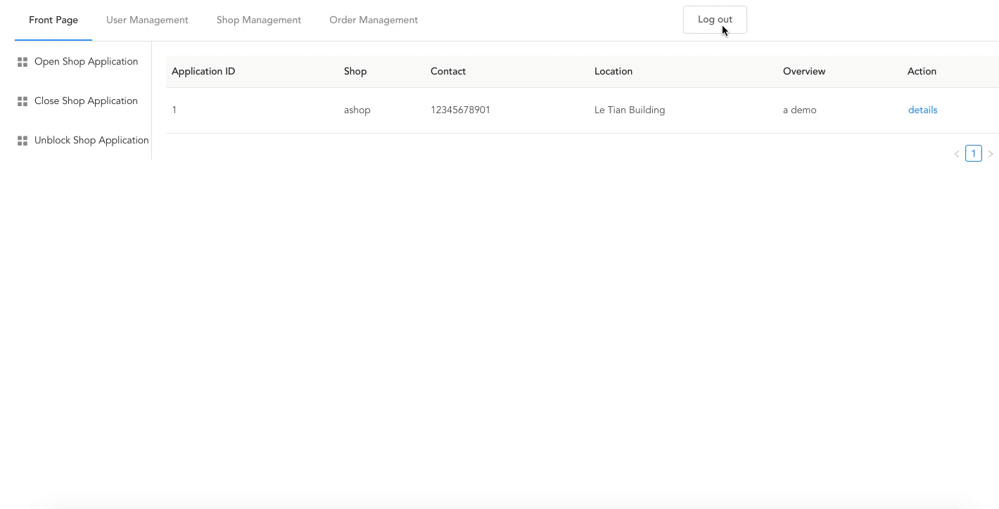 Front Page User Management Shop Management Order Management Log out
Open Shop Application
Close Shop Application
Unblock Shop Application
Application ID Shop Contact Location Overview Action
1 ashop 12345678901 Le Tian Building a demo details
< 1 >